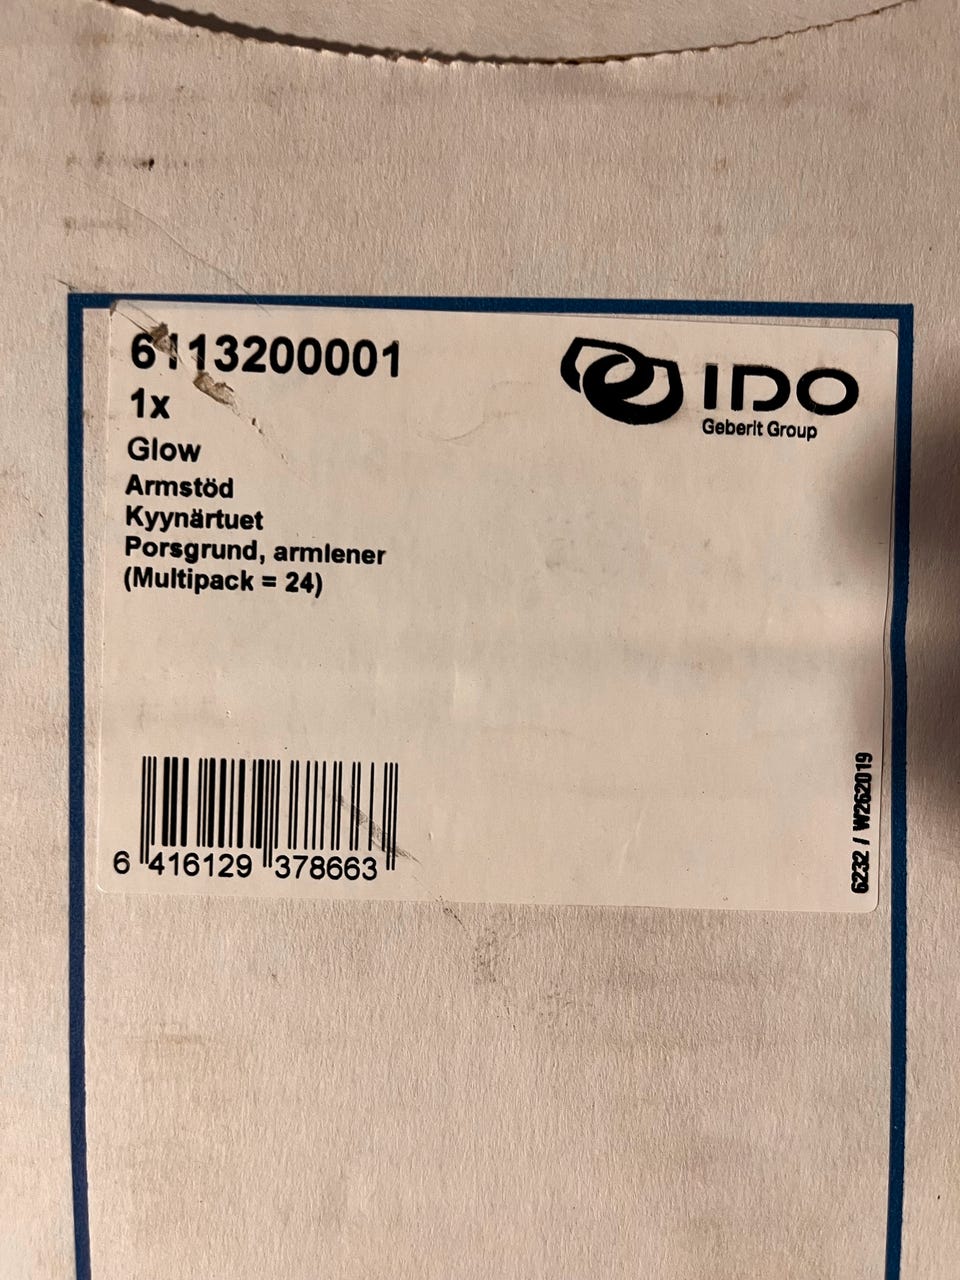 6113200001
1x
Glow
Armstöd
Kyynärtuet
Porsgrund, armlener
(Multipack = 24)
IDO
Geberit Group
6 416129 378663
6232 / W262019